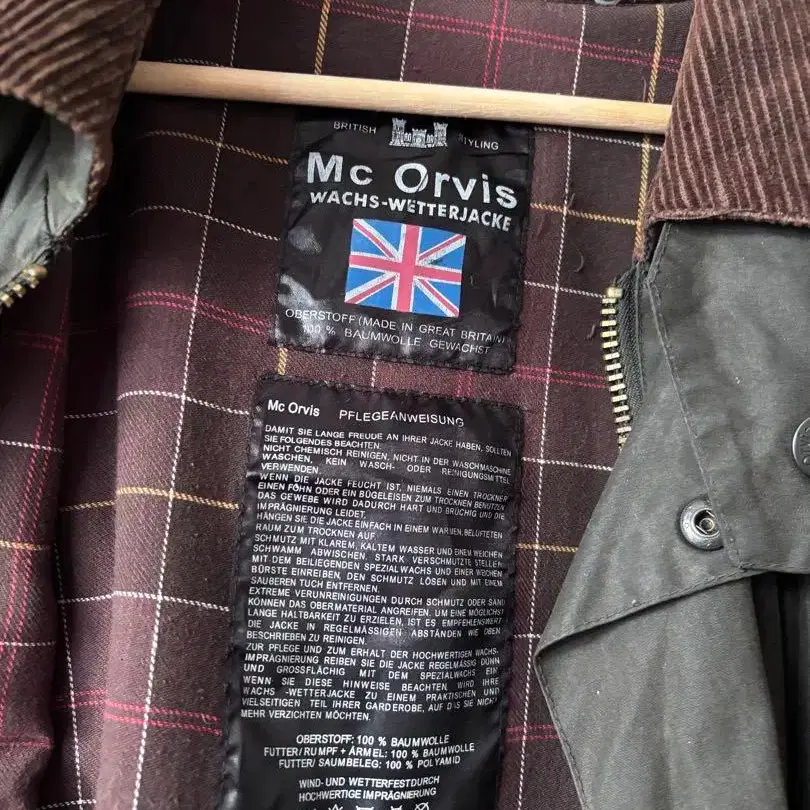 BRITISH STYLING
Mc Orvis
WACHS-WETTERJACKE
OBERSTOFF (MADE IN GREAT BRITAIN)
100 % BAUMWOLLE, GEWACHST
Mc Orvis PFLEGEANWEISUNG
DAMIT SIE LANGE FREUDE AN IHRER JACKE HABEN, SOLLTEN
SIE FOLGENDES BEACHTEN:
NICHT CHEMISCH REINIGEN, NICHT IN DER WASCHMASCHINE
WASCHEN, KEIN WASCH- ODER REINIGUNGSMITTEL
VERWENDEN.
WENN DIE JACKE FEUCHT IST, NIEMALS EINEN TROCKNER
EINEN FÖHN ODER EIN BÜGELEISEN ZUM TROCKNEN BENUTZEN
DAS GEWEBE WIRD DADURCH HART UND BRÜCHIG UND DIE
IMPRÄGNIERUNG LEIDET.
HÄNGEN SIE DIE JACKE EINFACH IN EINEM WARMEN, BELÜFTETEN
RAUM ZUM TROCKNEN AUF.
SCHMUTZ MIT KLAREM, KALTEM WASSER UND EINEM WEICHEN
SCHWAMM ABWISCHEN. STARK VERSCHMUTZTE STELLEN
MIT DEM BEILIEGENDEN SPEZIALWACHS UND EINER WEICHEN
BÜRSTE EINREIBEN, DEN SCHMUTZ LÖSEN UND MIT EINEM
SAUBEREN TUCH ENTFERNEN.
EXTREME VERUNREINIGUNGEN DURCH SCHMUTZ ODER SAND
KÖNNEN DAS OBERMATERIAL ANGREIFEN. UM EINE MÖGLICHST
LANGE HALTBARKEIT ZU ERZIELEN, IST ES EMPFEHLENSWERT
DIE JACKE IN REGELMÄSSIGEN ABSTÄNDEN WIE OBEN
BESCHRIEBEN ZU REINIGEN.
ZUR PFLEGE UND ZUM ERHALT DER HOCHWERTIGEN WACHS-
IMPRÄGNIERUNG REIBEN SIE DIE JACKE REGELMÄSSIG DÜNN
UND GROSSFLÄCHIG MIT DEM SPEZIALWACHS EIN
WENN SIE DIESE HINWEISE BEACHTEN, WIRD IHRE
WACHS -WETTERJACKE ZU EINEM PRAKTISCHEN UND
VIELSEITIGEN TEIL IHRER GARDEROBE, AUF DAS SIE NICHT
MEHR VERZICHTEN MÖCHTEN.
OBERSTOFF: 100 % BAUMWOLLE
FUTTER/RUMPF + ÄRMEL: 100 % BAUMWOLLE
FUTTER/ SAUMBELEG: 100 % POLYAMID
WIND- UND WETTERFEST DURCH
HOCHWERTIGE IMPRÄGNIERUNG